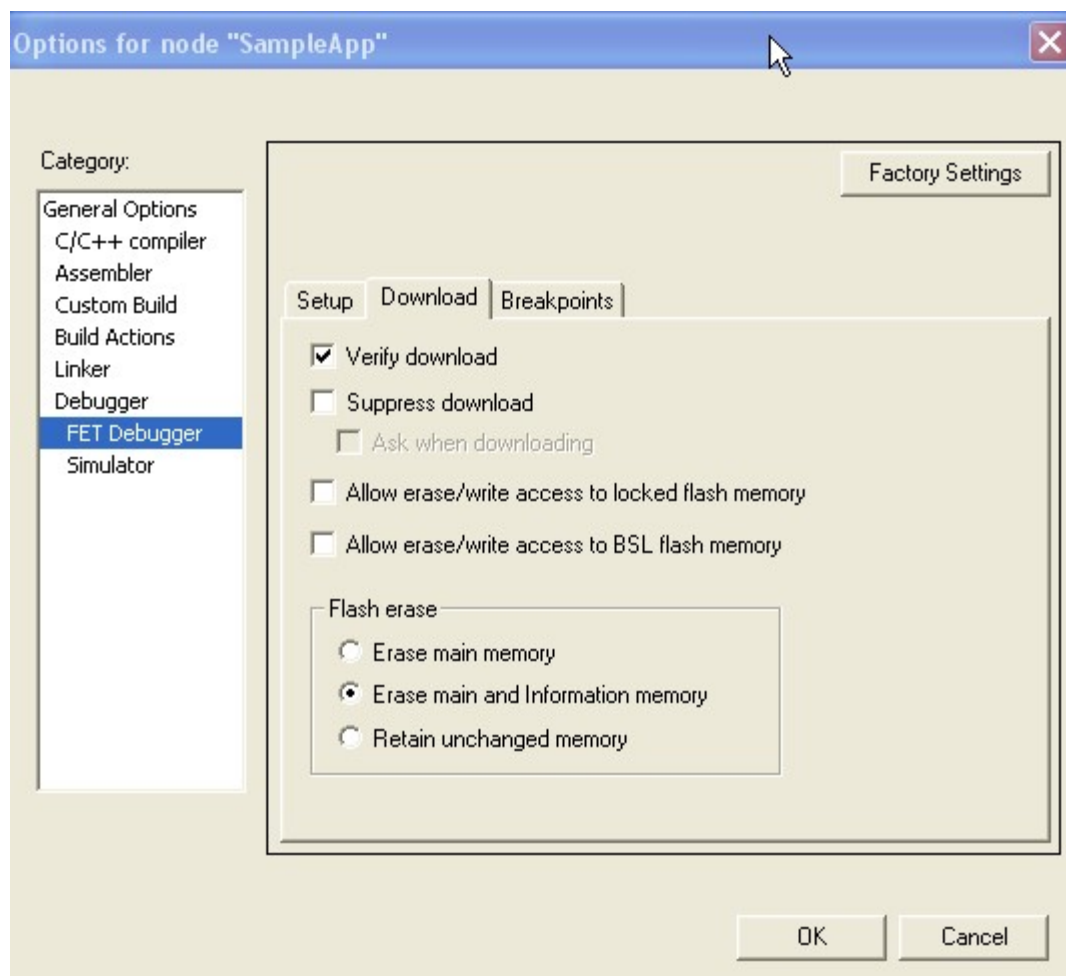 Options for node "SampleApp"
Category:
General Options
C/C++ compiler
Assembler
Custom Build
Build Actions
Linker
Debugger
FET Debugger
Simulator
Factory Settings
Setup Download Breakpoints
Verify download
Suppress download
Ask when downloading
Allow erase/write access to locked flash memory
Allow erase/write access to BSL flash memory
Flash erase
Erase main memory
Erase main and Information memory
Retain unchanged memory
OK Cancel